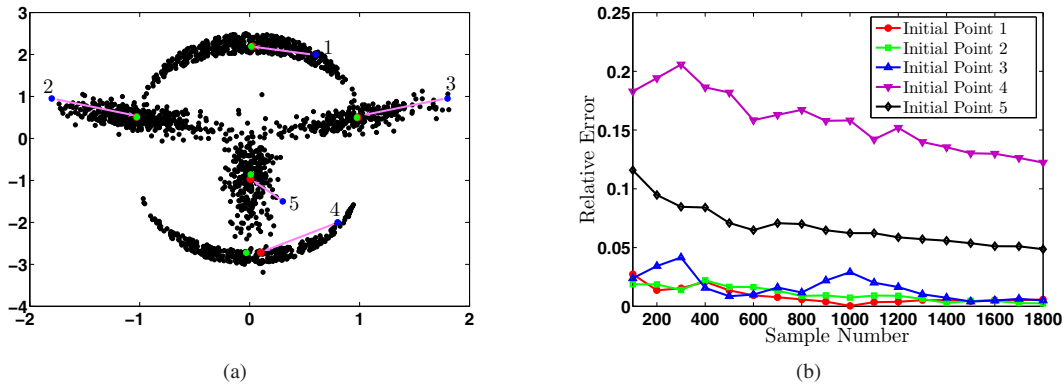 3
2
1
0
−1
−2
−3
−4
−2
−1
0
1
2
1
2
3
4
5
(a)
0.25
0.2
0.15
0.1
0.05
0
Relative Error
200 400 600 800 1000 1200 1400 1600 1800
Sample Number
Initial Point 1
Initial Point 2
Initial Point 3
Initial Point 4
Initial Point 5
(b)